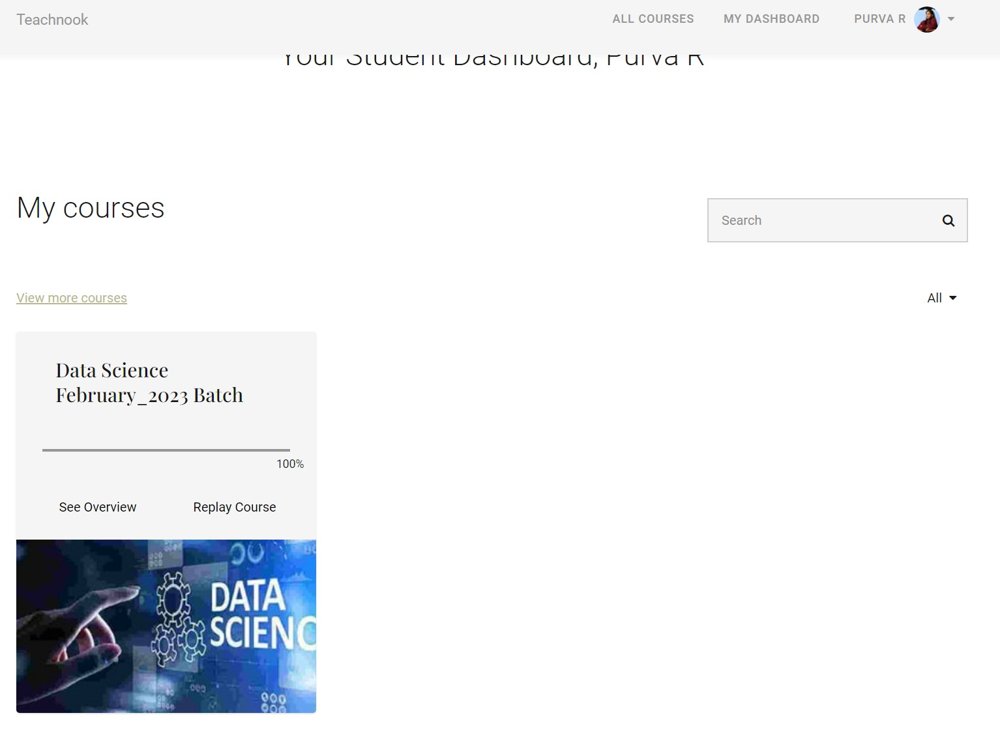 Teachnook
ALL COURSES
MY DASHBOARD
PURVA R
Your Student Dashboard, Purva R
My courses
Search
View more courses
All
Data Science
February_2023 Batch
100%
See Overview
Replay Course
DATA
SCIENC